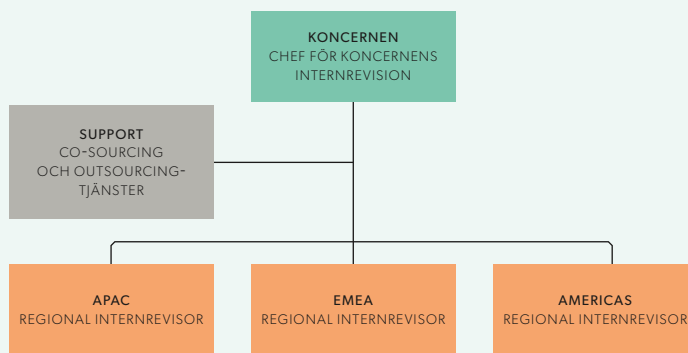 KONCERNEN
CHEF FÖR KONCERNENS
INTERNREVISION
SUPPORT
CO-SOURCING
OCH OUTSOURCING-
TJÄNSTER
APAC
REGIONAL INTERNREVISOR
EMEA
REGIONAL INTERNREVISOR
AMERICAS
REGIONAL INTERNREVISOR